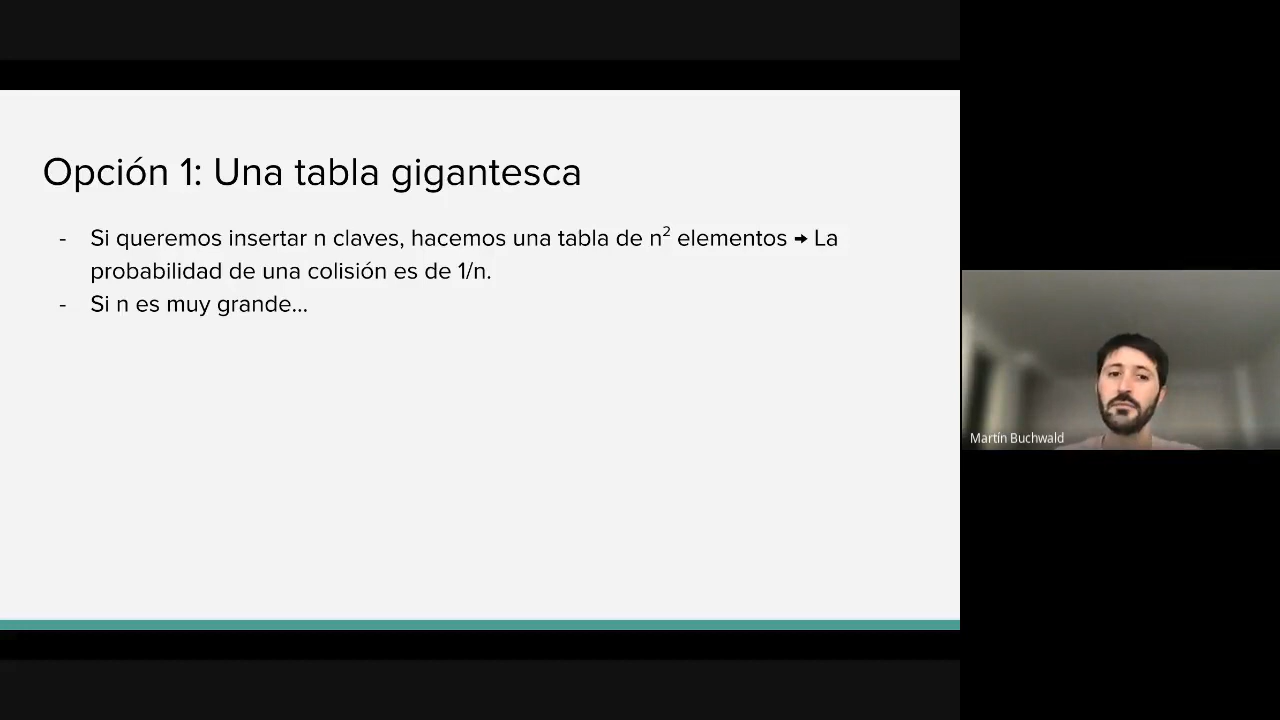 Opción 1: Una tabla gigantesca
- Si queremos insertar n claves, hacemos una tabla de n² elementos → La
probabilidad de una colisión es de 1/n.
- Si n es muy grande...
Martín Buchwald